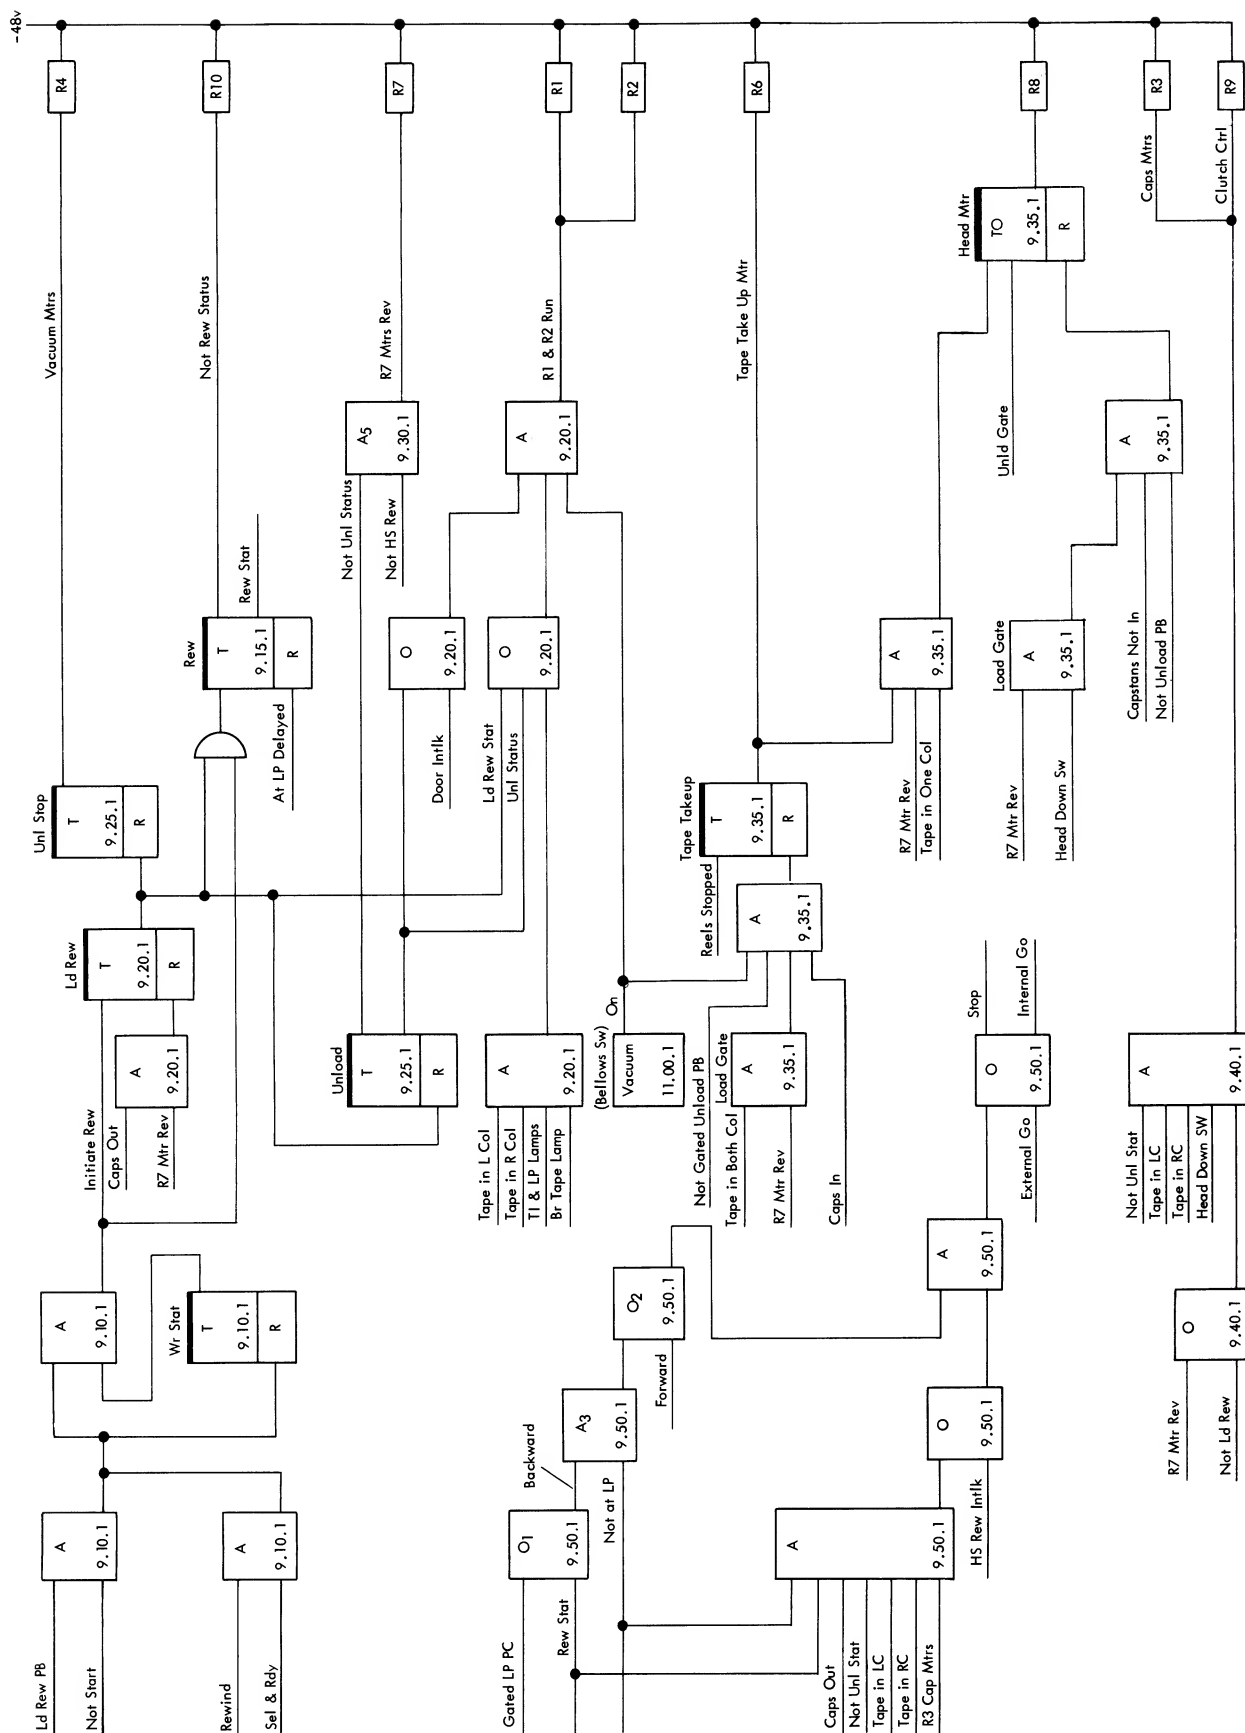 -48v
R4
R10
R7
R1
R2
R6
R8
R3
R9
Vacuum Mtrs
Not Rew Status
R7 Mtrs Rev
R1 & R2 Run
Tape Take Up Mtr
Head Mtr
Caps Mtrs
Clutch Ctrl
TO
9.35.1
R
Unld Gate
A5
9.30.1
Not Unl Status
Not HS Rew
A
9.20.1
A
9.35.1
Capstans Not In
Not Unload PB
Rew
T
9.15.1
R
Rew Stat
At LP Delayed
O
9.20.1
Door Intlk
O
9.20.1
Ld Rew Stat
Unl Status
A
9.35.1
R7 Mtr Rev
Tape in One Col
Load Gate
A
9.35.1
R7 Mtr Rev
Head Down Sw
Unl Stop
T
9.25.1
R
Tape Takeup
T
9.35.1
R
Reels Stopped
A
9.35.1
Ld Rew
T
9.20.1
R
Initiate Rew
A
9.20.1
Caps Out
R7 Mtr Rev
Unload
T
9.25.1
R
A
9.20.1
Tape in L Col
Tape in R Col
TI & LP Lamps
Br Tape Lamp
(Bellows Sw)
On
Vacuum
11.00.1
Not Gated Unload PB
Load Gate
A
9.35.1
Tape in Both Col
R7 Mtr Rev
Caps In
Stop
Internal Go
O
9.50.1
External Go
A
9.40.1
Not Unl Stat
Tape in LC
Tape in RC
Head Down SW
A
9.10.1
Wr Stat
T
9.10.1
R
O2
9.50.1
Forward
A
9.50.1
O
9.40.1
R7 Mtr Rev
Not Ld Rew
A3
9.50.1
Backward
Not at LP
O
9.50.1
HS Rew Intlk
A
9.10.1
Ld Rew PB
Not Start
A
9.10.1
Rewind
Sel & Rdy
O1
9.50.1
Gated LP PC
Rew Stat
A
9.50.1
Caps Out
Not Unl Stat
Tape in LC
Tape in RC
R3 Cap Mtrs